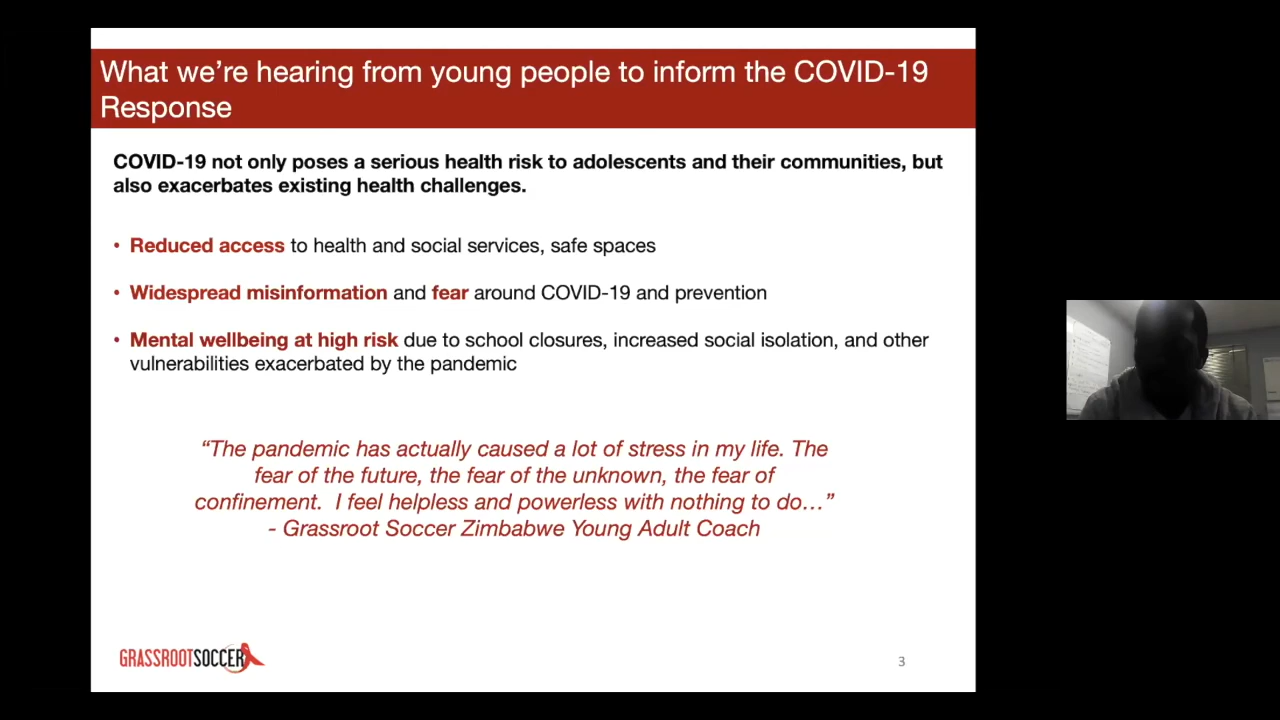 What we’re hearing from young people to inform the COVID-19
Response
COVID-19 not only poses a serious health risk to adolescents and their communities, but
also exacerbates existing health challenges.
• Reduced access to health and social services, safe spaces
• Widespread misinformation and fear around COVID-19 and prevention
• Mental wellbeing at high risk due to school closures, increased social isolation, and other
vulnerabilities exacerbated by the pandemic
“The pandemic has actually caused a lot of stress in my life. The
fear of the future, the fear of the unknown, the fear of
confinement.  I feel helpless and powerless with nothing to do…”
- Grassroot Soccer Zimbabwe Young Adult Coach
GRASSROOTSOCCER
3